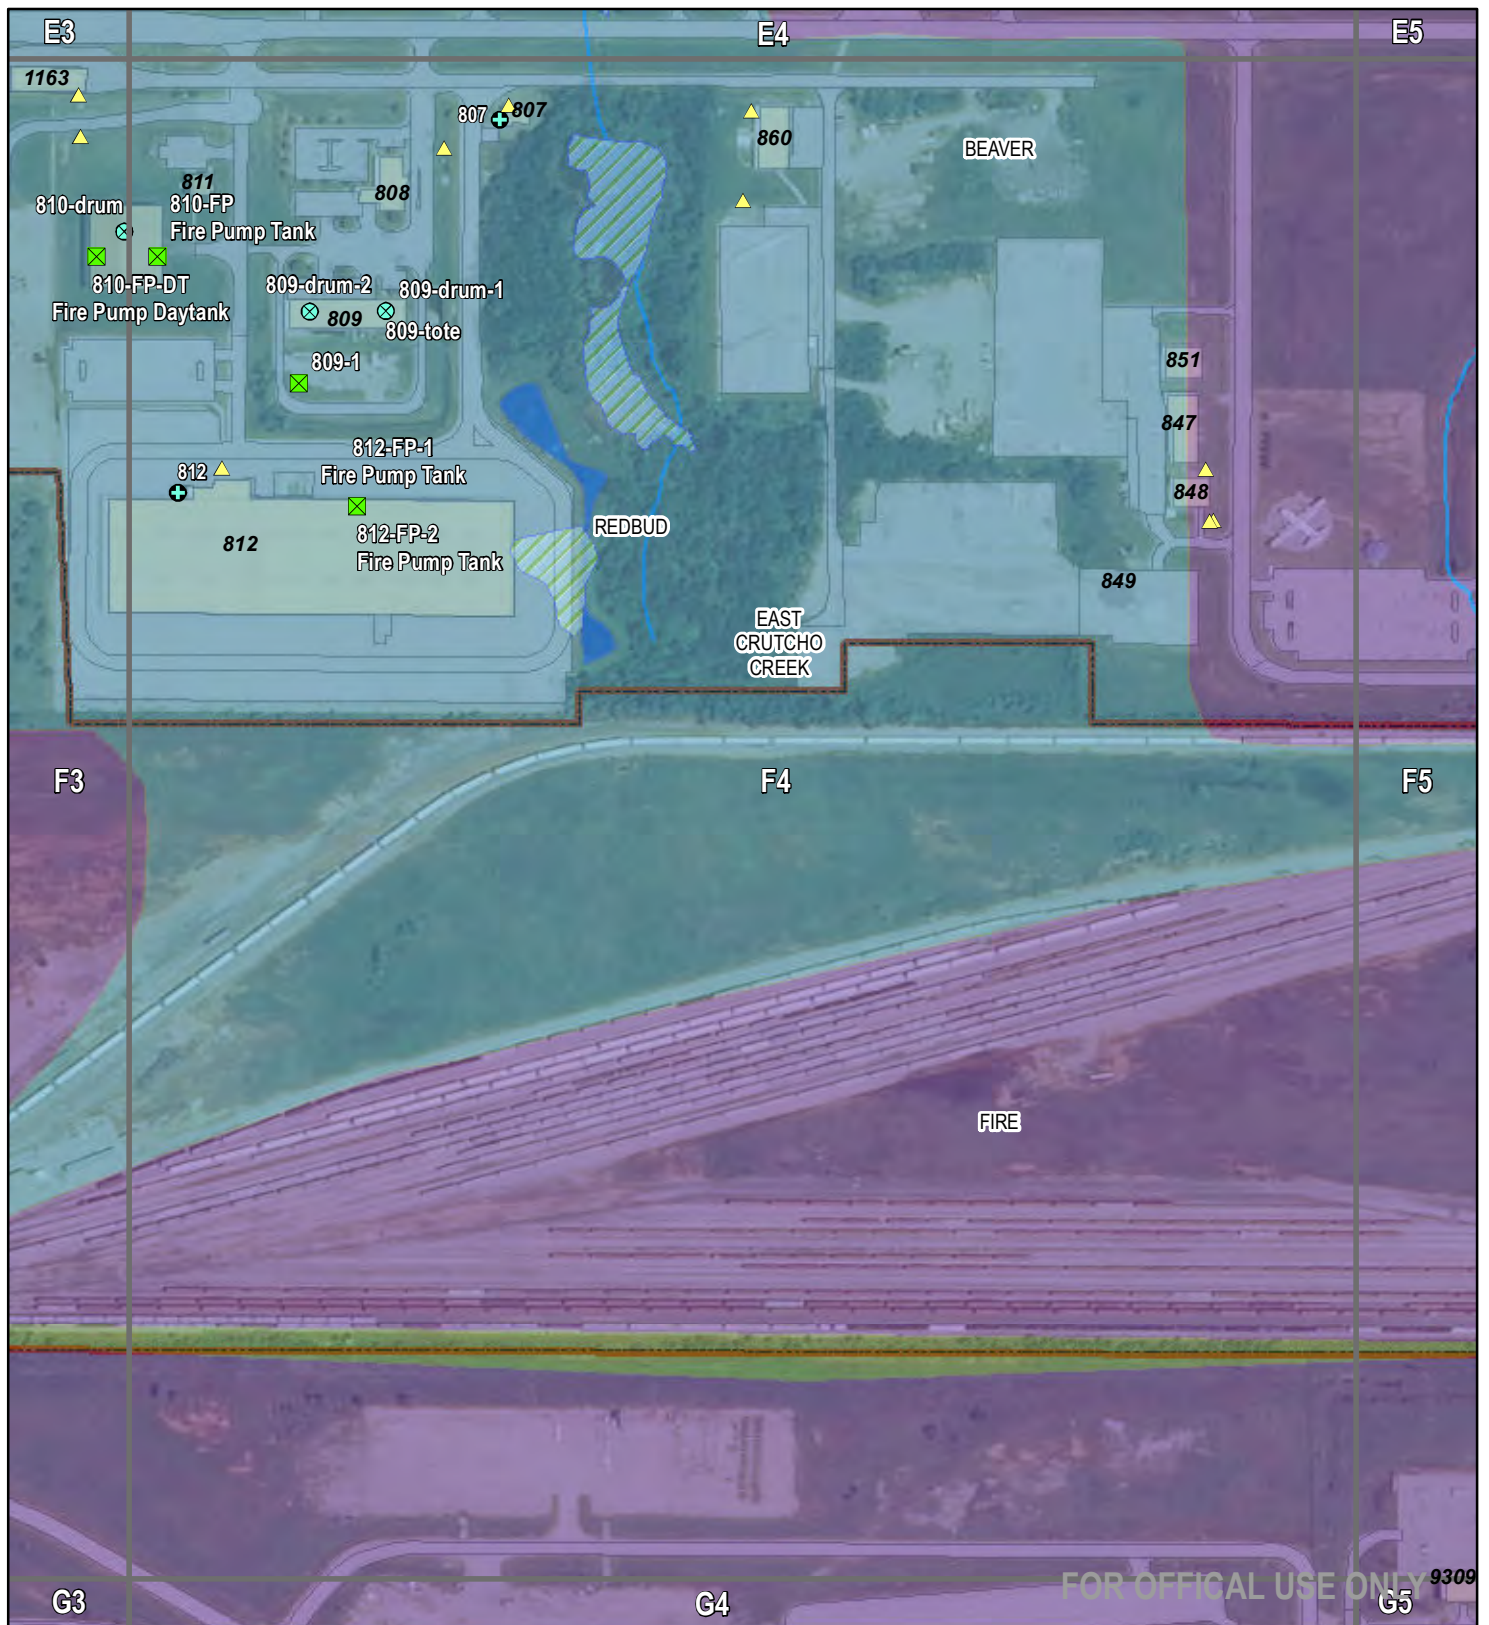 E3
E4
E5
1163
807
807
860
BEAVER
811
808
810-drum
810-FP
Fire Pump Tank
810-FP-DT
Fire Pump Daytank
809-drum-2
809-drum-1
809
809-tote
809-1
851
847
812-FP-1
Fire Pump Tank
812
848
812-FP-2
Fire Pump Tank
812
REDBUD
849
EAST
CRUTCHO
CREEK
F3
F4
F5
FIRE
FOR OFFICAL USE ONLY
9309
G3
G4
G5